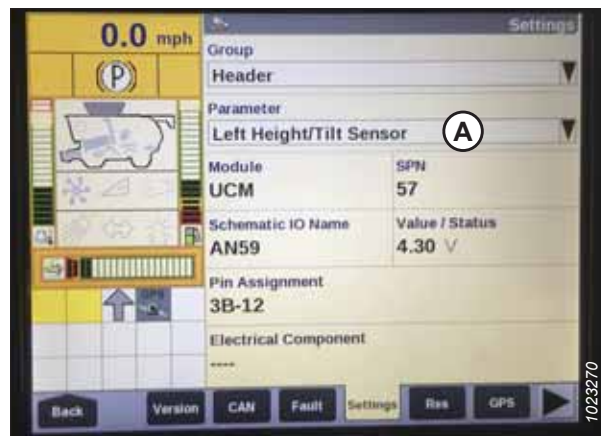 0.0 mph
(P)
Settings
Group
Header
Parameter
Left Height/Tilt Sensor
A
Module
SPN
UCM
57
Schematic IO Name
Value / Status
AN59
4.30 V
Pin Assignment
3B-12
Electrical Component
----
Back
Version
CAN
Fault
Settings
Res
GPS
1023270